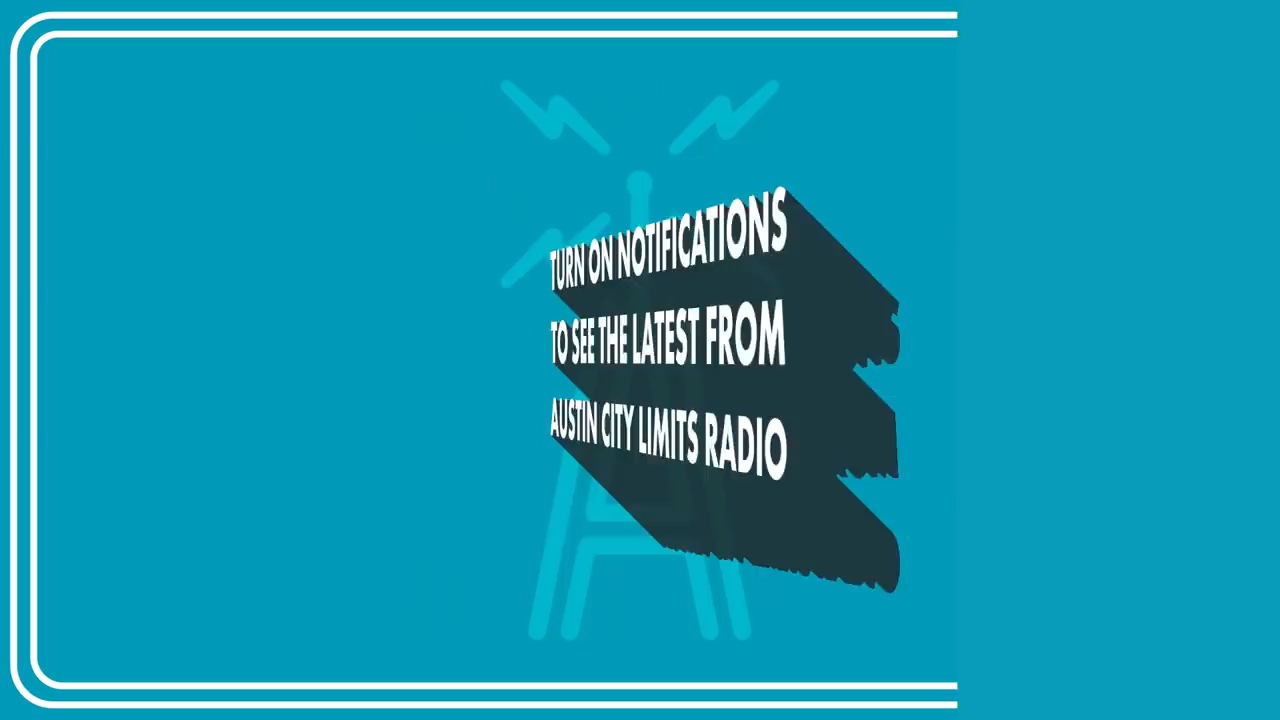 TURN ON NOTIFICATIONS
TO SEE THE LATEST FROM
AUSTIN CITY LIMITS RADIO